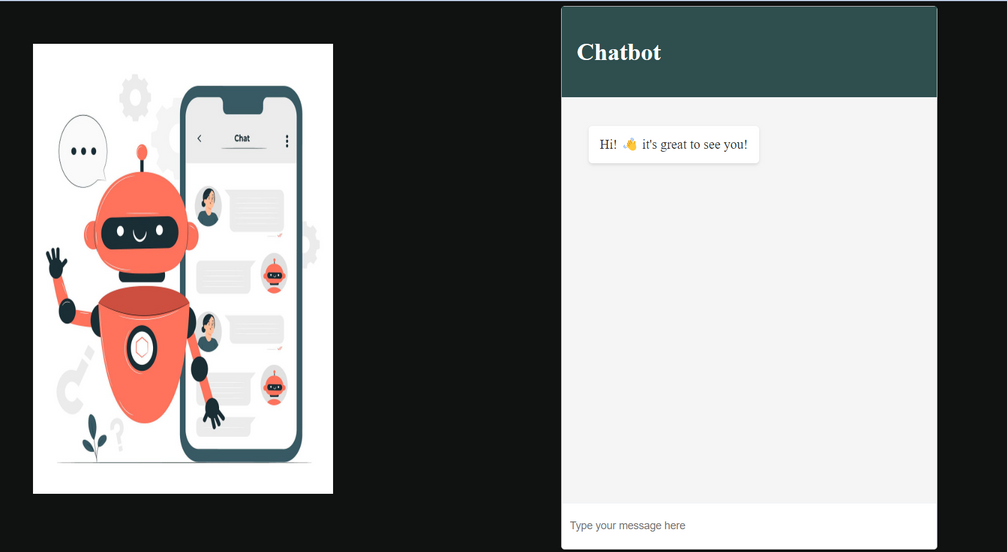 Chat
Chatbot
Hi! 👋 it's great to see you!
Type your message here